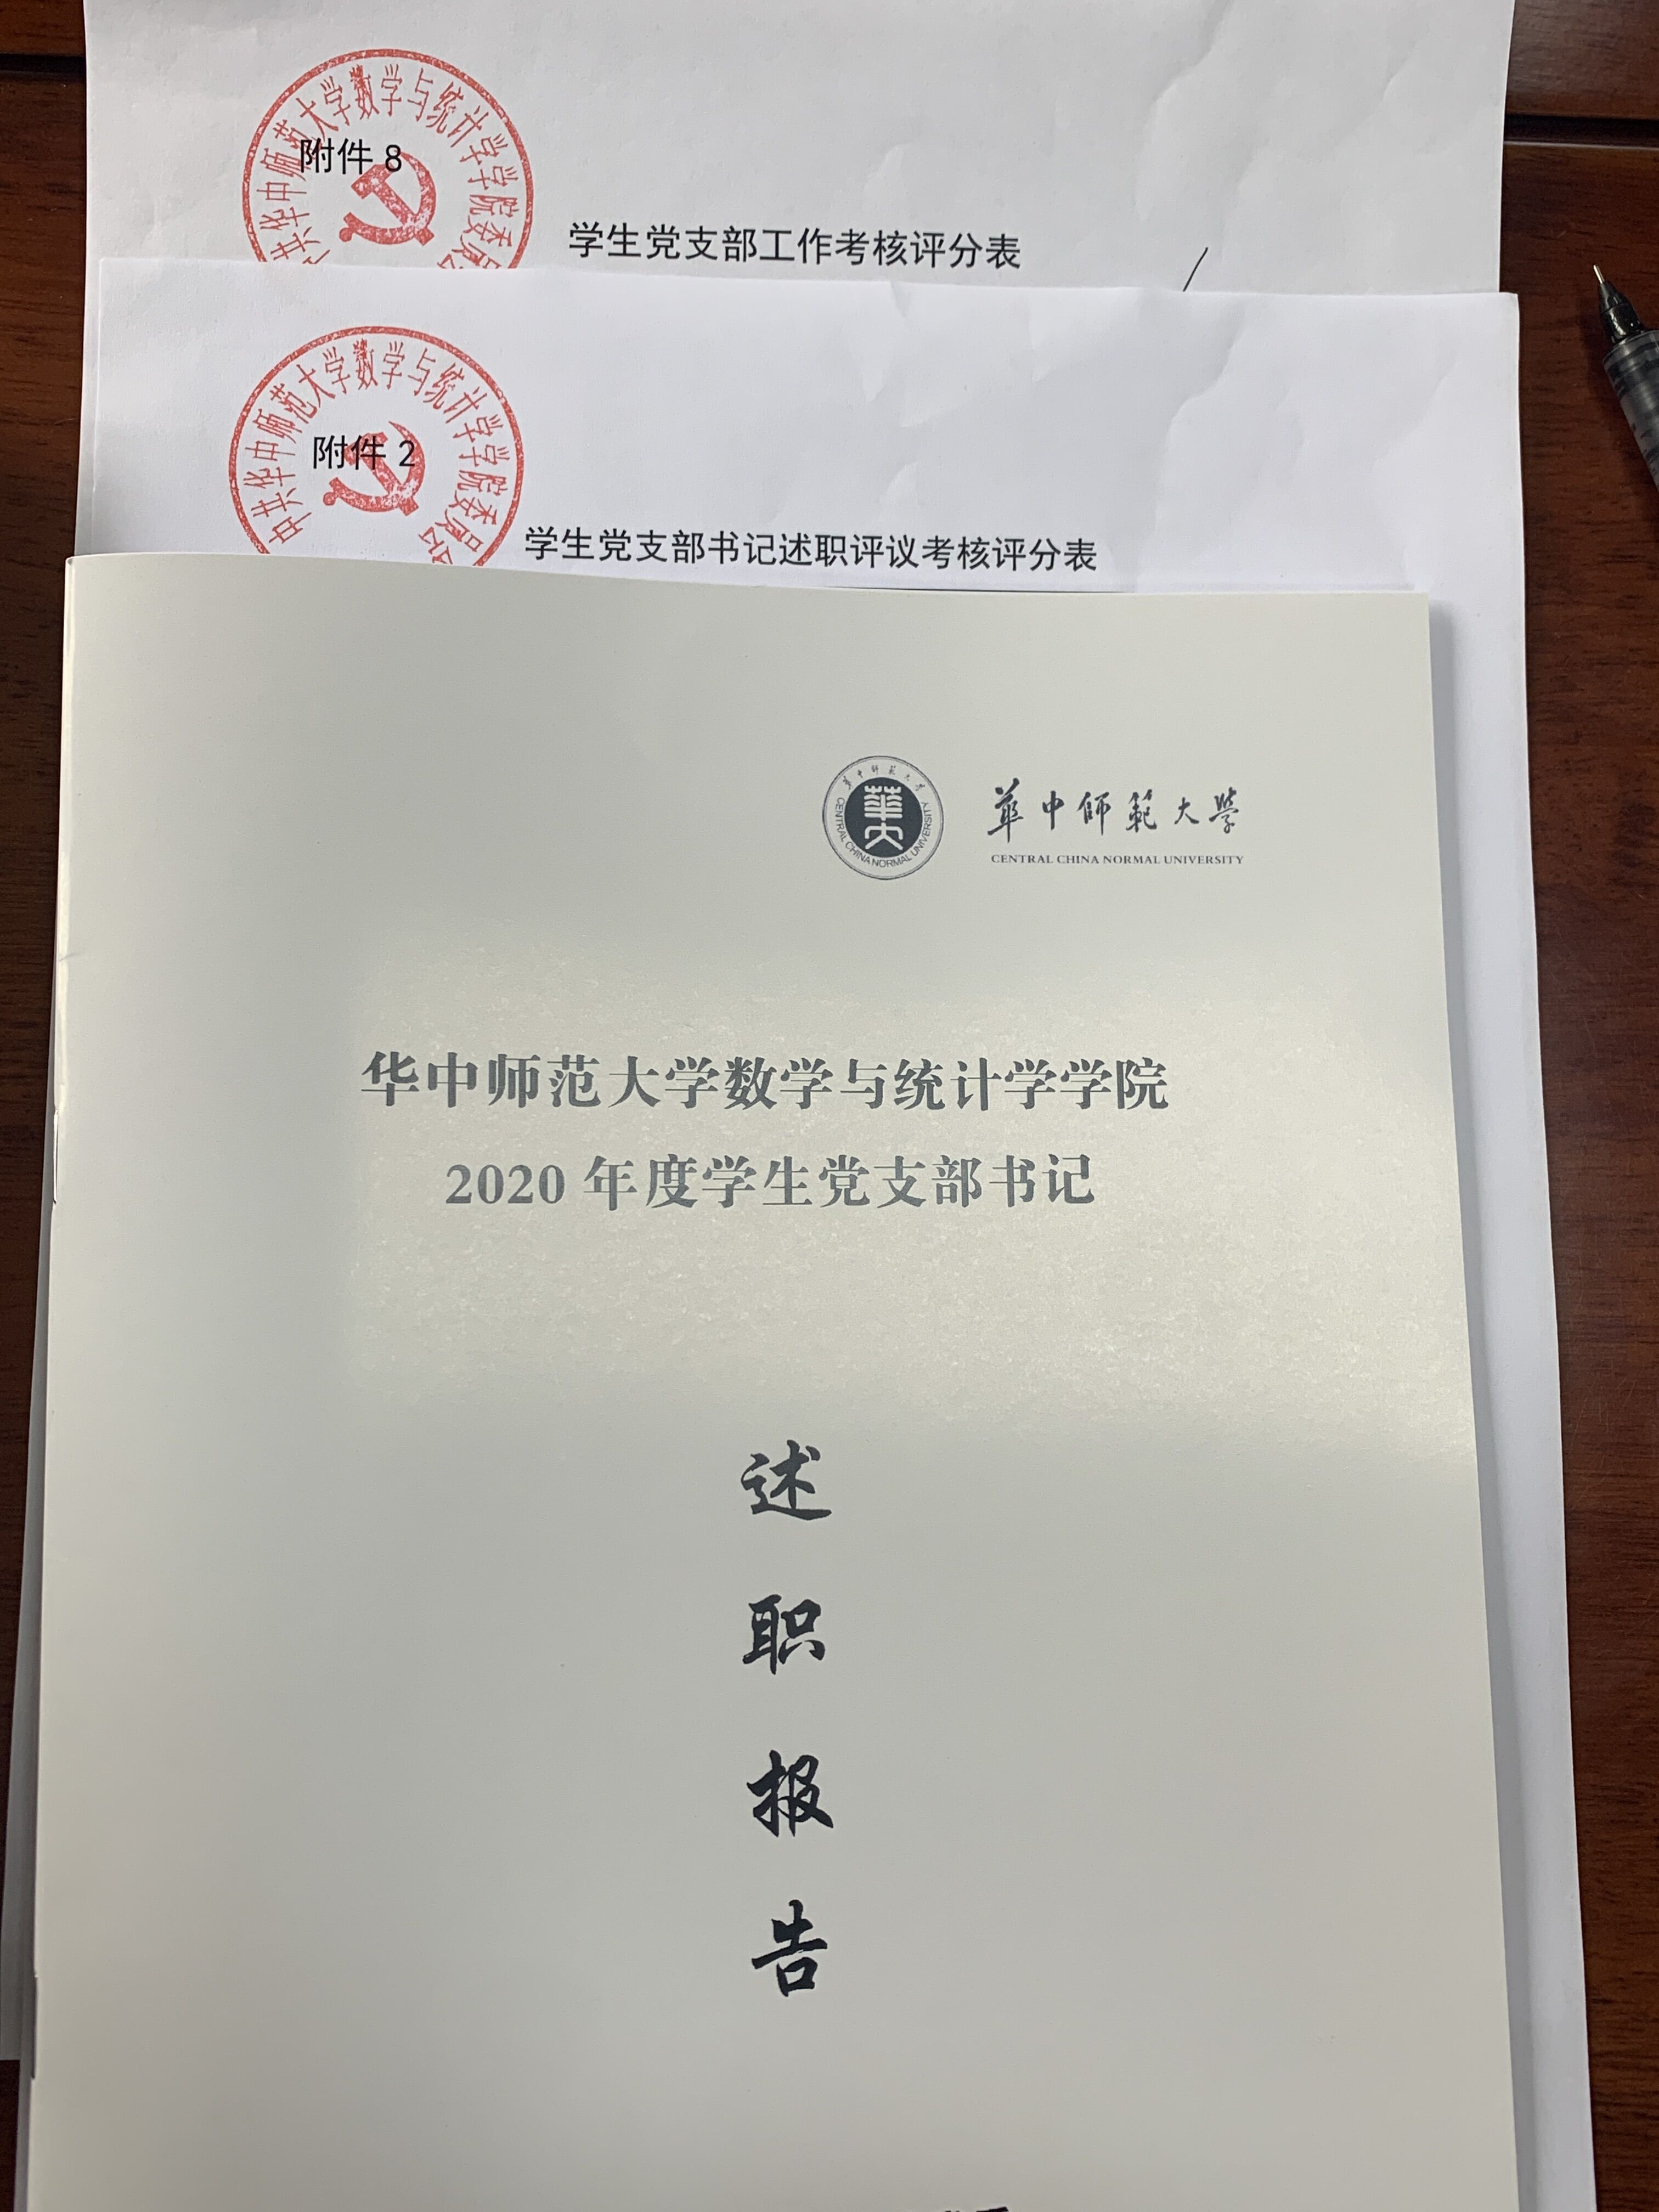 中共华中师范大学数学与统计学学院委员会
附件 8
学生党支部工作考核评分表
中共华中师范大学数学与统计学学院委员会
附件 2
学生党支部书记述职评议考核评分表
華中師範大學
CENTRAL CHINA NORMAL UNIVERSITY
華中師範大學
CENTRAL CHINA NORMAL UNIVERSITY
华中师范大学数学与统计学学院
2020 年度学生党支部书记
述
职
报
告